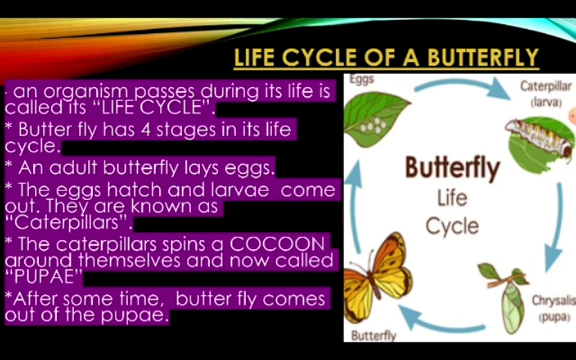 LIFE CYCLE OF A BUTTERFLY
an organism passes during its life is
called its “LIFE CYCLE”.
* Butter fly has 4 stages in its life
cycle.
* An adult butterfly lays eggs.
* The eggs hatch and larvae come
out. They are known as
“Caterpillars”.
* The caterpillars spins a COCOON
around themselves and now called
“PUPAE”
*After some time, butter fly comes
out of the pupae.
Eggs
Caterpillar
(larva)
Butterfly
Life
Cycle
Chrysalis
(pupa)
Butterfly